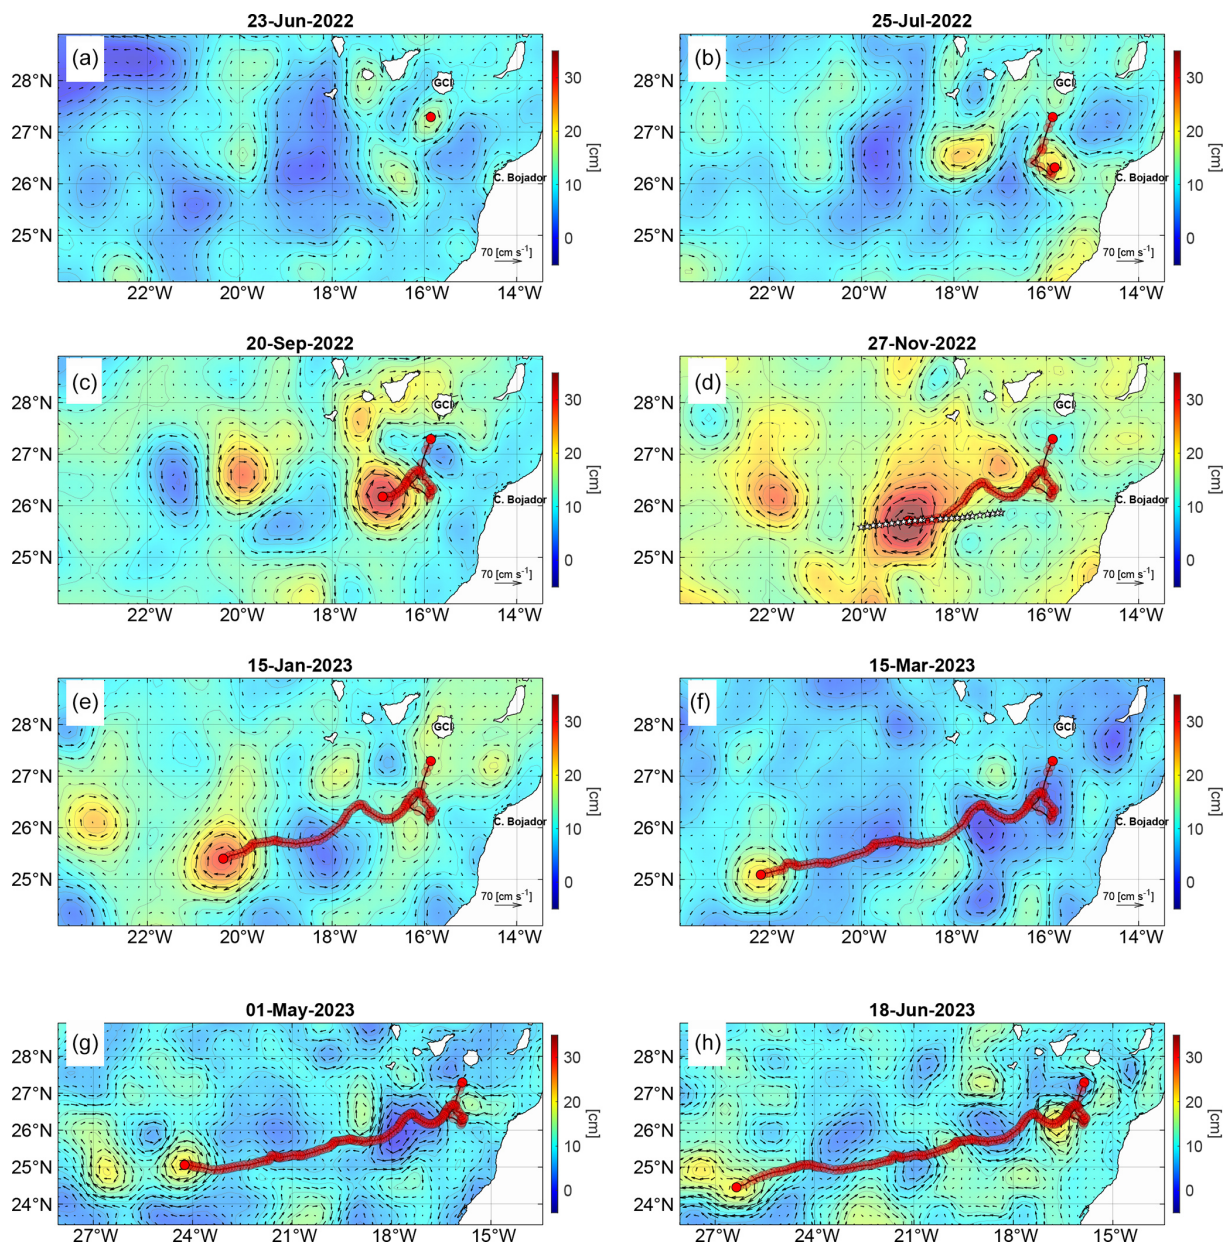 23-Jun-2022
(a)
GCI
C. Bojador
70 [cm s⁻¹]
28°N
27°N
26°N
25°N
22°W 20°W 18°W 16°W 14°W
30
20
10
0
[cm]
25-Jul-2022
(b)
GCI
C. Bojador
70 [cm s⁻¹]
28°N
27°N
26°N
25°N
22°W 20°W 18°W 16°W 14°W
30
20
10
0
[cm]
20-Sep-2022
(c)
GCI
C. Bojador
70 [cm s⁻¹]
28°N
27°N
26°N
25°N
22°W 20°W 18°W 16°W 14°W
30
20
10
0
[cm]
27-Nov-2022
(d)
GCI
C. Bojador
70 [cm s⁻¹]
28°N
27°N
26°N
25°N
22°W 20°W 18°W 16°W 14°W
30
20
10
0
[cm]
15-Jan-2023
(e)
GCI
C. Bojador
70 [cm s⁻¹]
28°N
27°N
26°N
25°N
22°W 20°W 18°W 16°W 14°W
30
20
10
0
[cm]
15-Mar-2023
(f)
GCI
C. Bojador
70 [cm s⁻¹]
28°N
27°N
26°N
25°N
22°W 20°W 18°W 16°W 14°W
30
20
10
0
[cm]
01-May-2023
(g)
28°N
27°N
26°N
25°N
24°N
27°W 24°W 21°W 18°W 15°W
30
20
10
0
[cm]
18-Jun-2023
(h)
28°N
27°N
26°N
25°N
24°N
27°W 24°W 21°W 18°W 15°W
30
20
10
0
[cm]